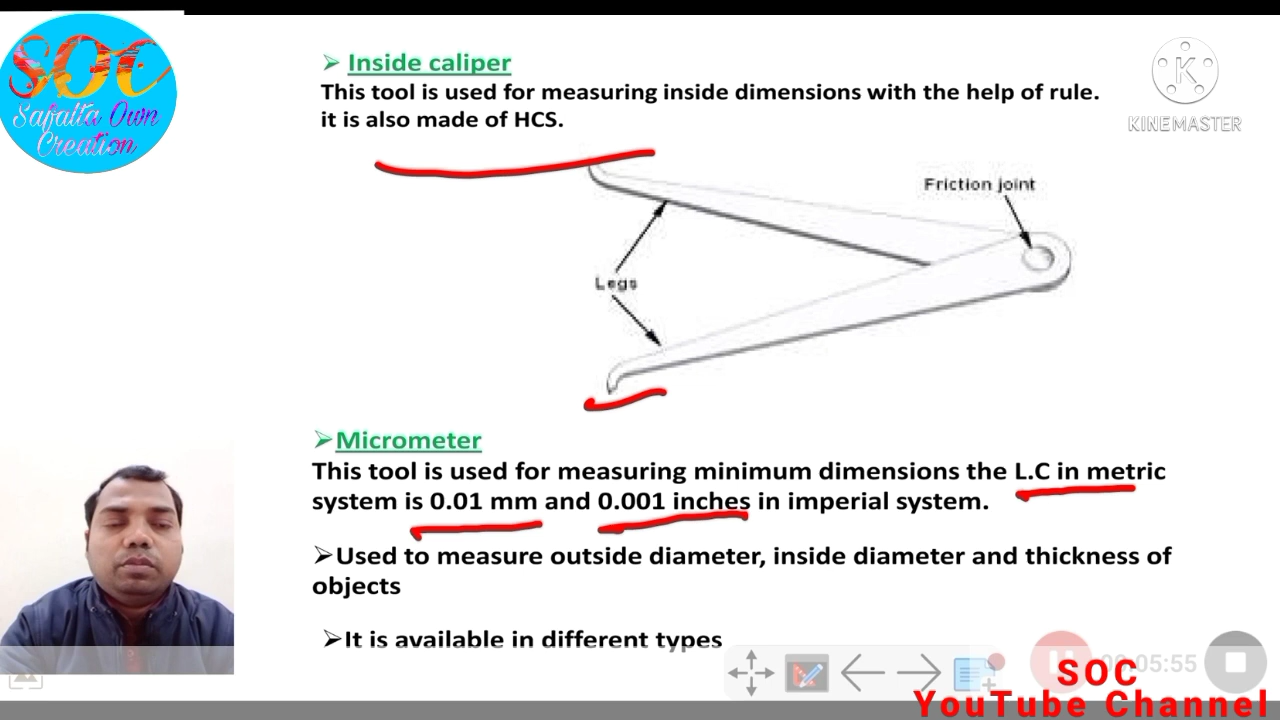 SOC
Safalta Own
Creation
K
KINEMASTER
➢ Inside caliper
This tool is used for measuring inside dimensions with the help of rule.
it is also made of HCS.
Friction joint
Legs
➢Micrometer
This tool is used for measuring minimum dimensions the L.C in metric
system is 0.01 mm and 0.001 inches in imperial system.
➢Used to measure outside diameter, inside diameter and thickness of
objects
➢It is available in different types
:05:55
SOC
YouTube Channel